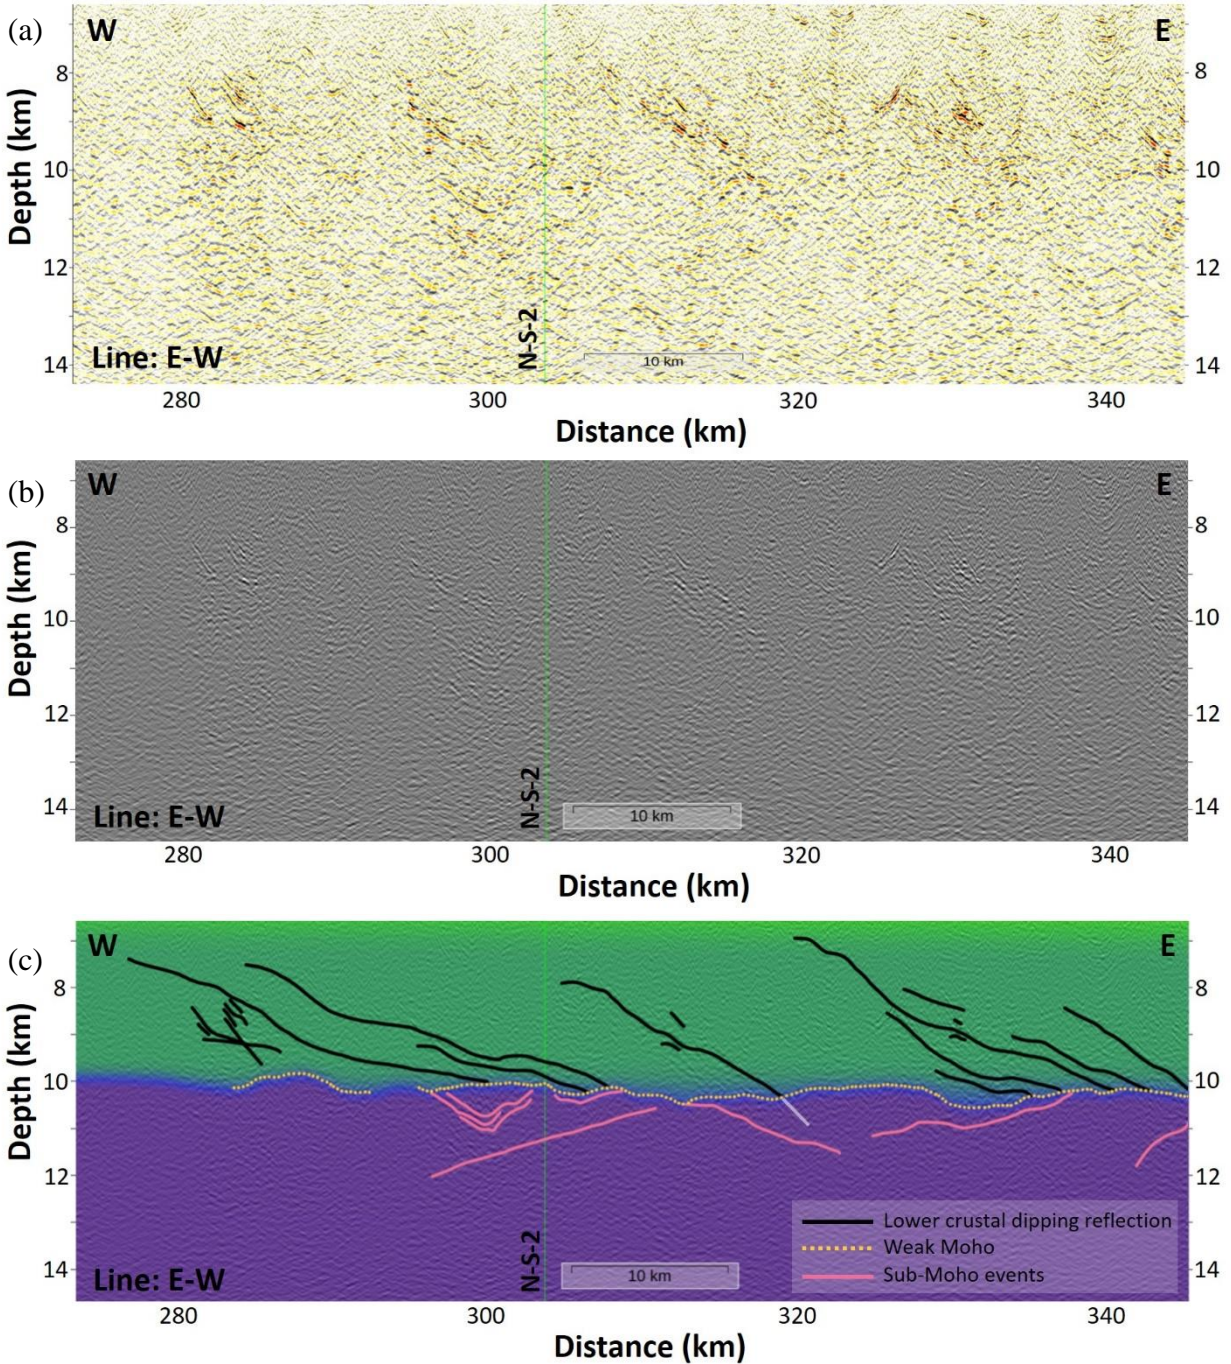 (a) W E
8 8
10 10
12 12
14 14
Depth (km)
N-S-2
10 km
Line: E-W
280 300 320 340
Distance (km)
(b) W E
8 8
10 10
12 12
14 14
Depth (km)
N-S-2
10 km
Line: E-W
280 300 320 340
Distance (km)
(c) W E
8 8
10 10
12 12
14 14
Depth (km)
Lower crustal dipping reflection
Weak Moho
Sub-Moho events
N-S-2
10 km
Line: E-W
280 300 320 340
Distance (km)